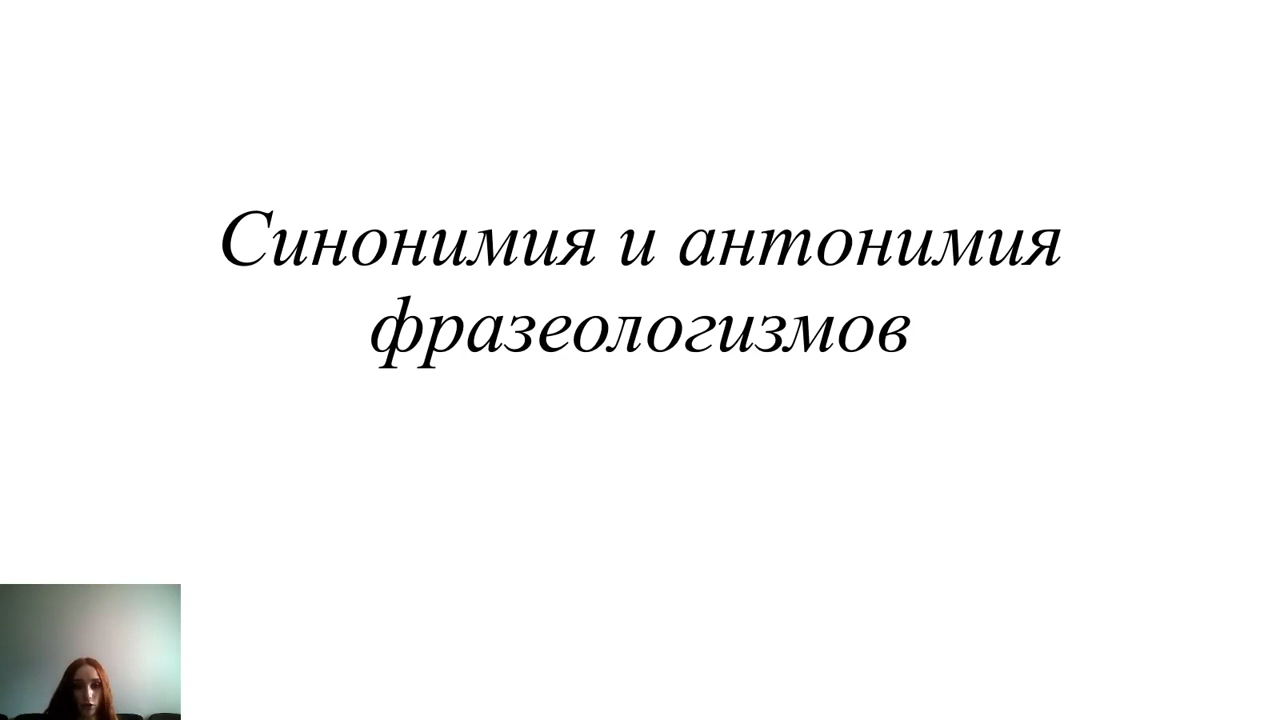 Синонимия и антонимия
фразеологизмов